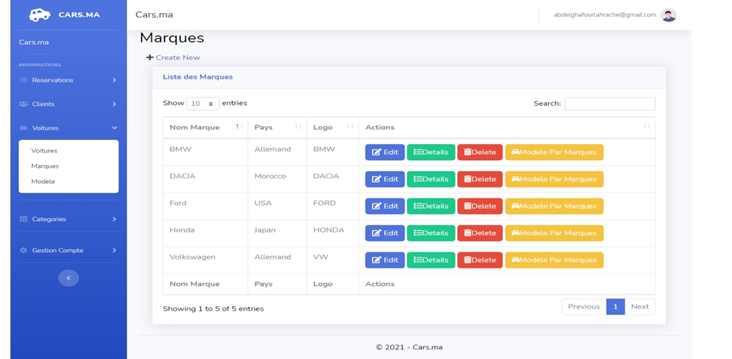 CARS.MA
Cars.ma
abdelghafourlahrache@gmail.com
Cars.ma
INFORMATIONS
Reservations
Clients
Voitures
Voitures
Marques
Modele
Categories
Gestion Compte
Marques
Create New
Liste des Marques
Show 10 entries
Search:
Nom Marque Pays Logo Actions
BMW Allemand BMW Edit Details Delete Modele Par Marques
DACIA Morocco DACIA Edit Details Delete Modele Par Marques
Ford USA FORD Edit Details Delete Modele Par Marques
Honda Japan HONDA Edit Details Delete Modele Par Marques
Volkswagen Allemand VW Edit Details Delete Modele Par Marques
Nom Marque Pays Logo Actions
Showing 1 to 5 of 5 entries
Previous 1 Next
© 2021 - Cars.ma